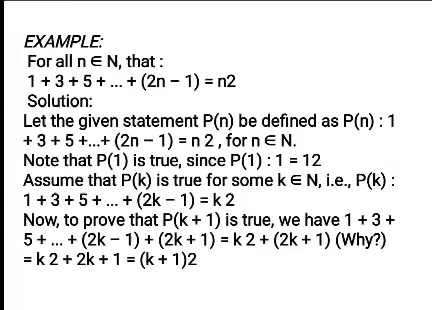 EXAMPLE:
For all n ∈ N, that :
1 + 3 + 5 + ... + (2n − 1) = n2
Solution:
Let the given statement P(n) be defined as P(n) : 1
+ 3 + 5 +...+ (2n − 1) = n 2 , for n ∈ N.
Note that P(1) is true, since P(1) : 1 = 12
Assume that P(k) is true for some k ∈ N, i.e., P(k) :
1 + 3 + 5 + ... + (2k − 1) = k 2
Now, to prove that P(k + 1) is true, we have 1 + 3 +
5 + ... + (2k − 1) + (2k + 1) = k 2 + (2k + 1) (Why?)
= k 2 + 2k + 1 = (k + 1)2